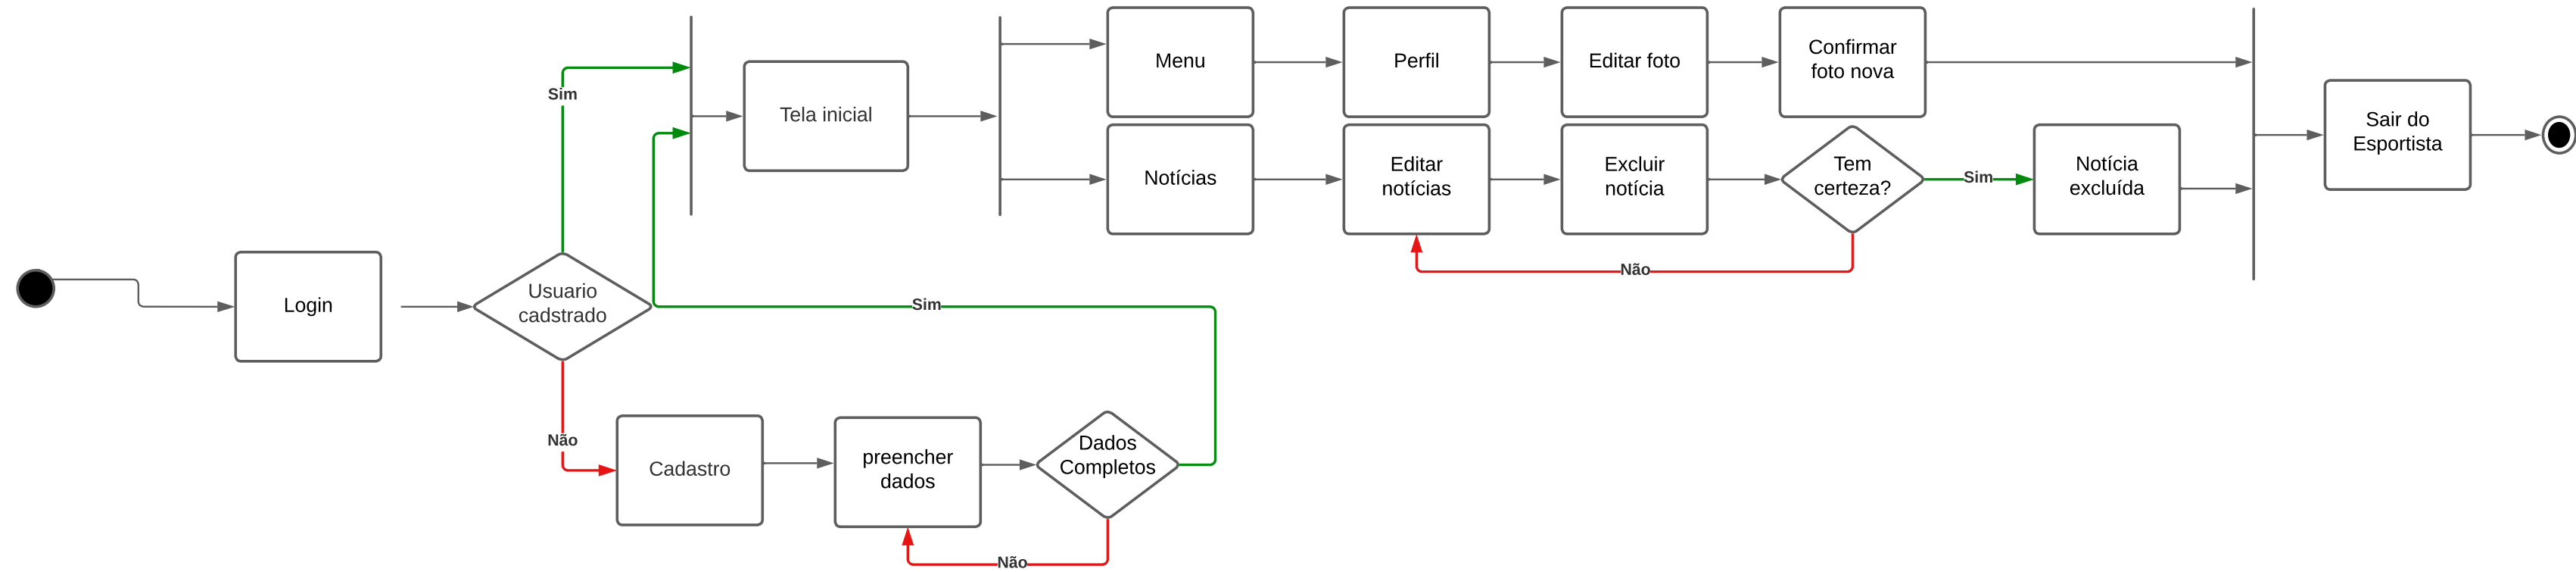 Menu
Perfil
Editar foto
Confirmar
foto nova
Sim
Tela inicial
Sair do
Esportista
Notícias
Editar
notícias
Excluir
notícia
Tem
certeza?
Sim
Notícia
excluída
Não
Login
Usuario
cadstrado
Sim
Não
Cadastro
preencher
dados
Dados
Completos
Não